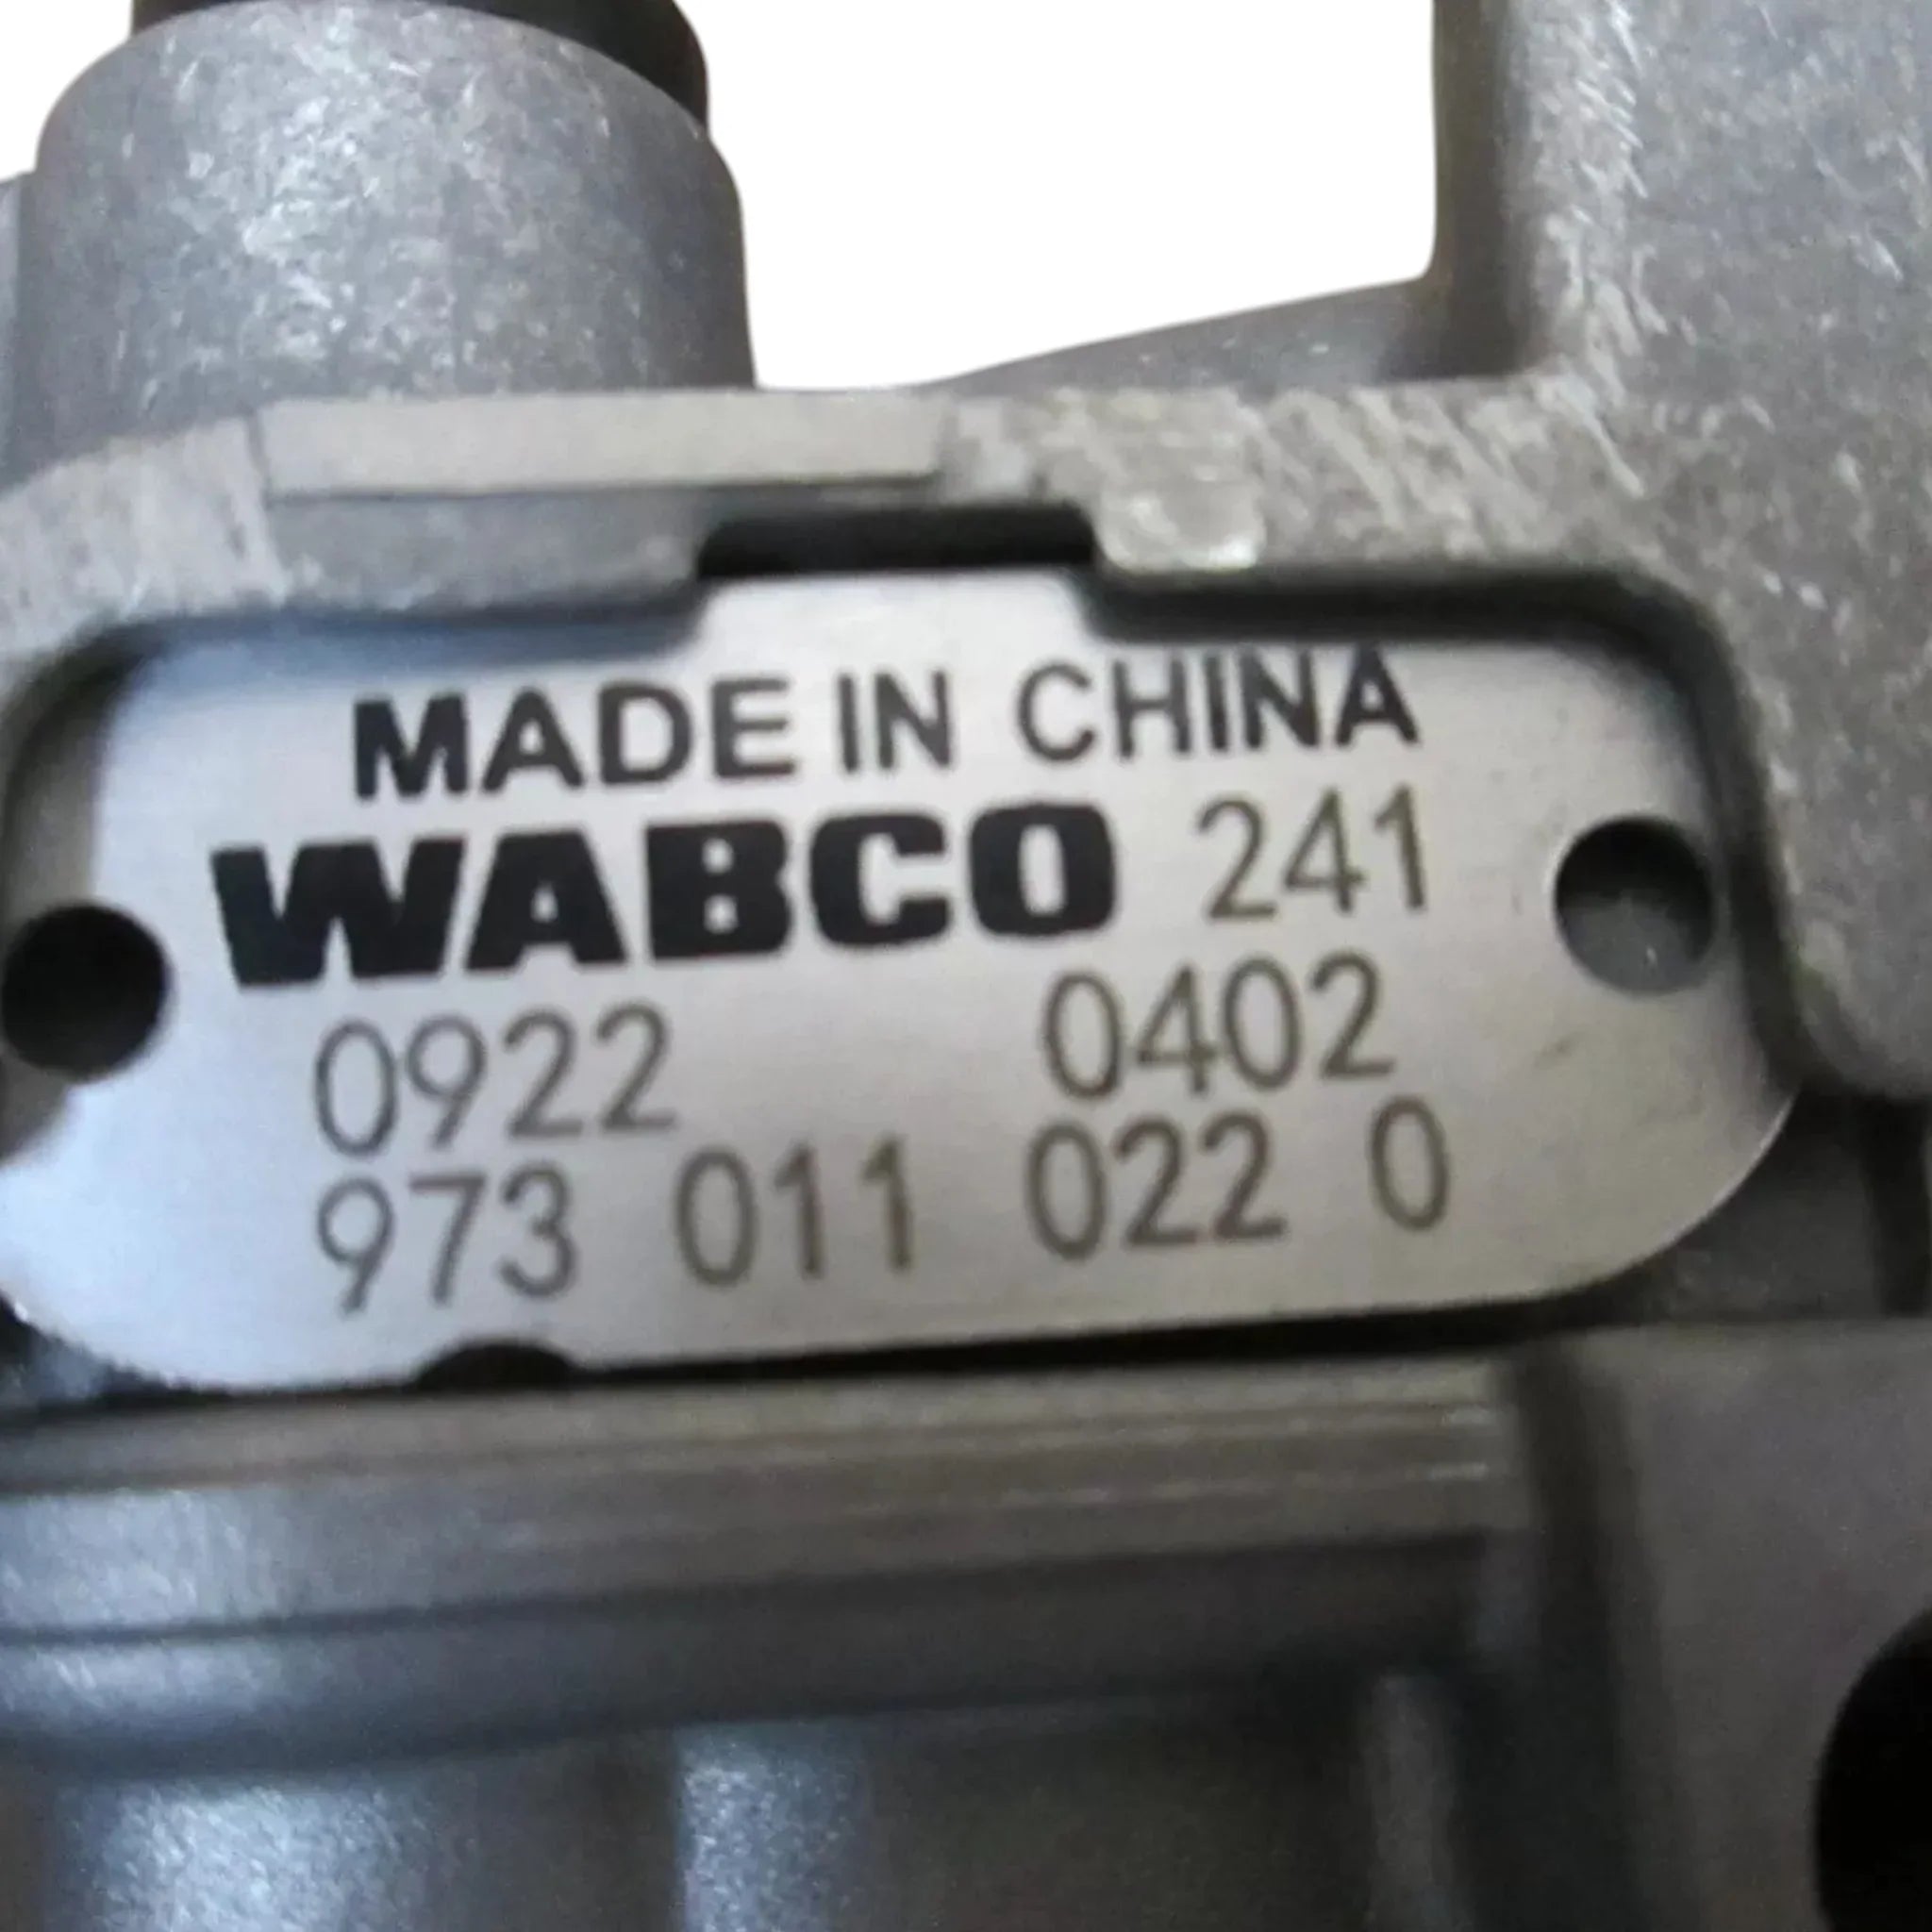 MADE IN CHINA
WABCO 241
0922 0402
973 011 022 0